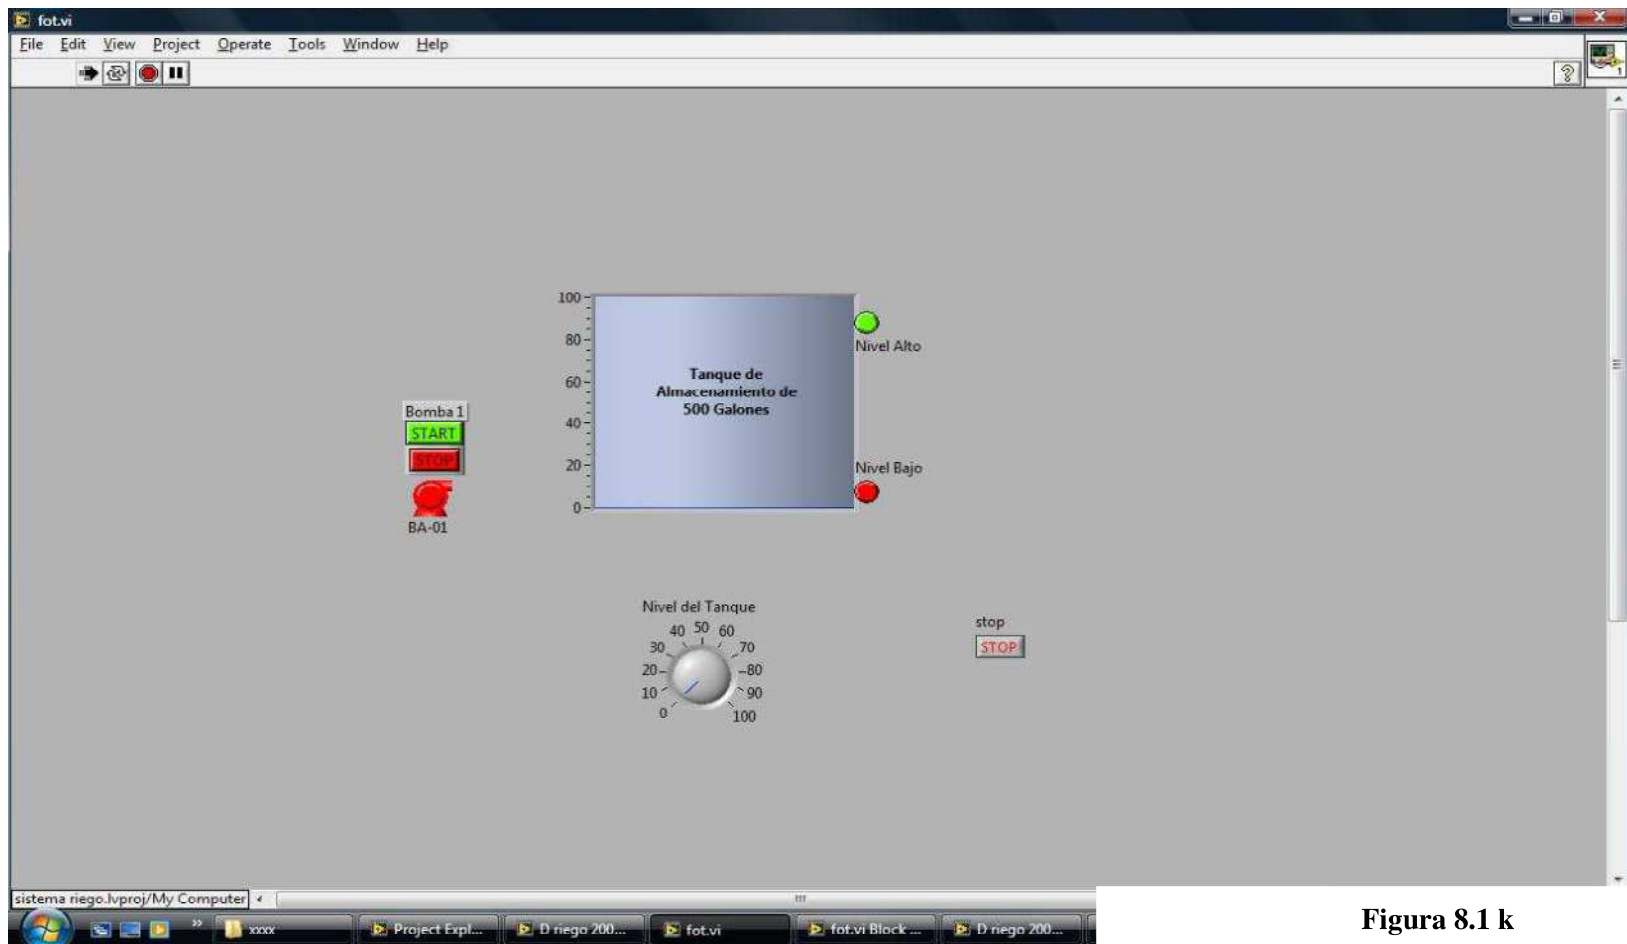 fot.vi
File Edit View Project Operate Tools Window Help
1
100
80
60
40
20
0
Tanque de
Almacenamiento de
500 Galones
Nivel Alto
Nivel Bajo
Bomba 1
START
STOP
BA-01
Nivel del Tanque
0 10 20 30 40 50 60 70 80 90 100
stop
STOP
sistema riego.lvproj/My Computer
xxxx Project Expl... D riego 200... fot.vi fot.vi Block ... D riego 200...
Figura 8.1 k